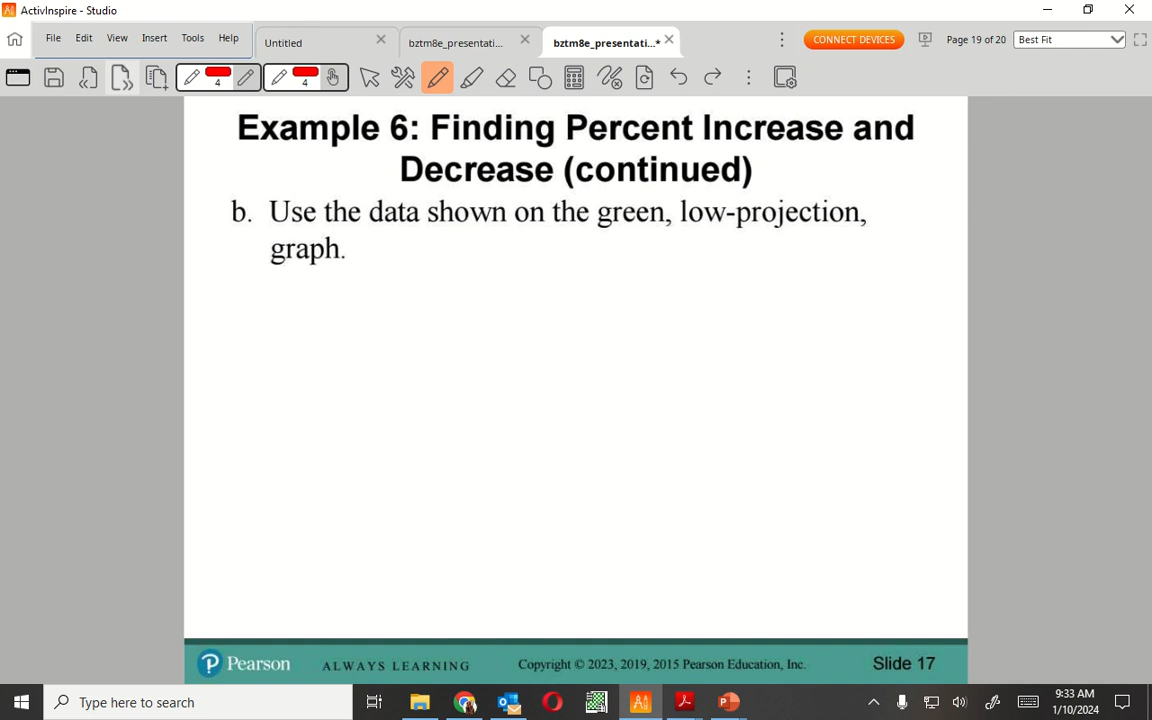 ActivInspire - Studio
File Edit View Insert Tools Help
Untitled
bztm8e_presentati...
bztm8e_presentati...*
CONNECT DEVICES
Page 19 of 20
Best Fit
4
4
Example 6: Finding Percent Increase and
Decrease (continued)
b. Use the data shown on the green, low-projection,
graph.
Pearson
ALWAYS LEARNING
Copyright © 2023, 2019, 2015 Pearson Education, Inc.
Slide 17
Type here to search
9:33 AM
1/10/2024